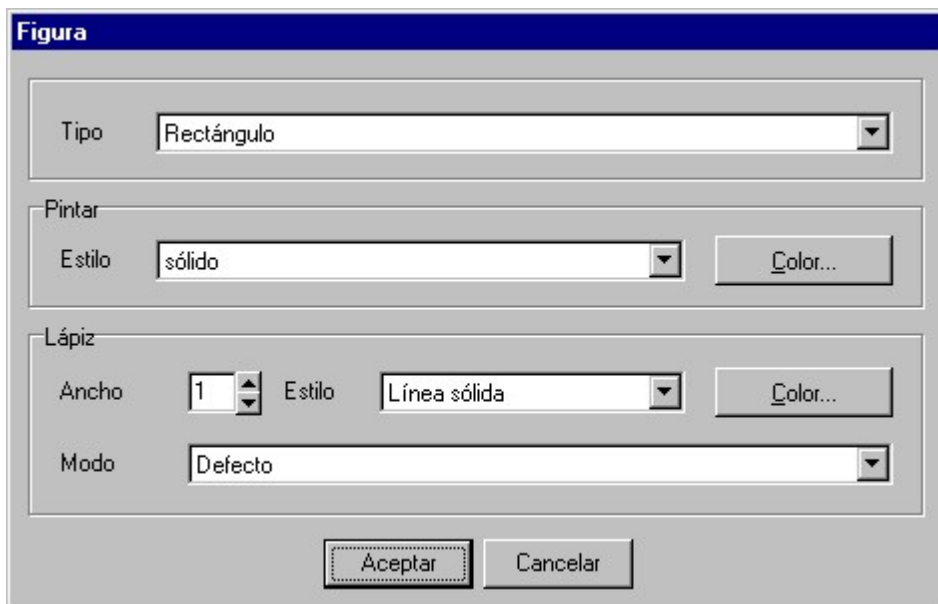 Figura
Tipo Rectángulo
Pintar
Estilo sólido Color...
Lápiz
Ancho 1 Estilo Línea sólida Color...
Modo Defecto
Aceptar Cancelar